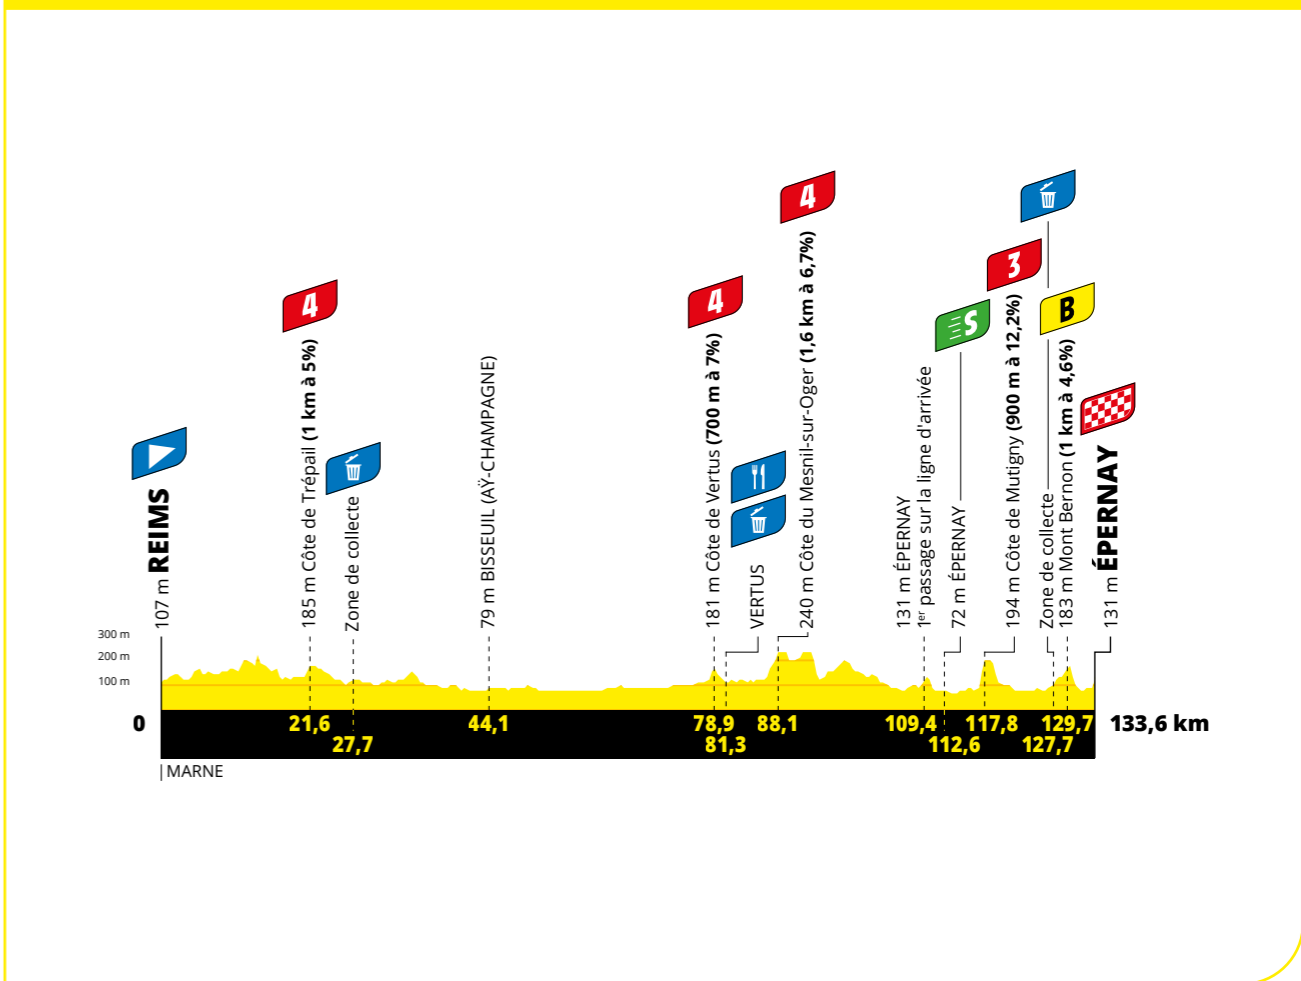 4
4
3
S
B
4
4
107 m REIMS
185 m Côte de Trépail (1 km à 5%)
Zone de collecte
79 m BISSEUIL (AŸ-CHAMPAGNE)
181 m Côte de Vertus (700 m à 7%)
VERTUS
240 m Côte du Mesnil-sur-Oger (1,6 km à 6,7%)
131 m ÉPERNAY
1er passage sur la ligne d'arrivée
72 m ÉPERNAY
194 m Côte de Mutigny (900 m à 12,2%)
Zone de collecte
183 m Mont Bernon (1 km à 4,6%)
131 m ÉPERNAY
300 m
200 m
100 m
0 21,6 44,1 78,9 88,1 109,4 117,8 129,7 133,6 km
27,7 81,3 112,6 127,7
MARNE